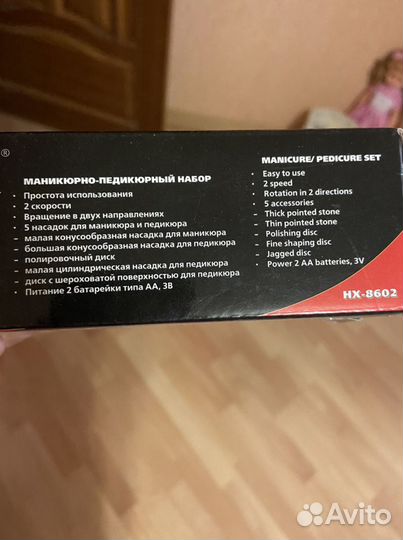 ®
МАНИКЮРНО-ПЕДИКЮРНЫЙ НАБОР
• Простота использования
• 2 скорости
• Вращение в двух направлениях
• 5 насадок для маникюра и педикюра
– малая конусообразная насадка для маникюра
– большая конусообразная насадка для педикюра
– полировочный диск
– малая цилиндрическая насадка для педикюра
– диск с шероховатой поверхностью для педикюра
• Питание 2 батарейки типа АА, 3В
MANICURE/ PEDICURE SET
• Easy to use
• 2 speed
• Rotation in 2 directions
• 5 accessories
– Thick pointed stone
– Thin pointed stone
– Polishing disc
– Fine shaping disc
– Jagged disc
• Power 2 AA batteries, 3V
HX-8602
Avito